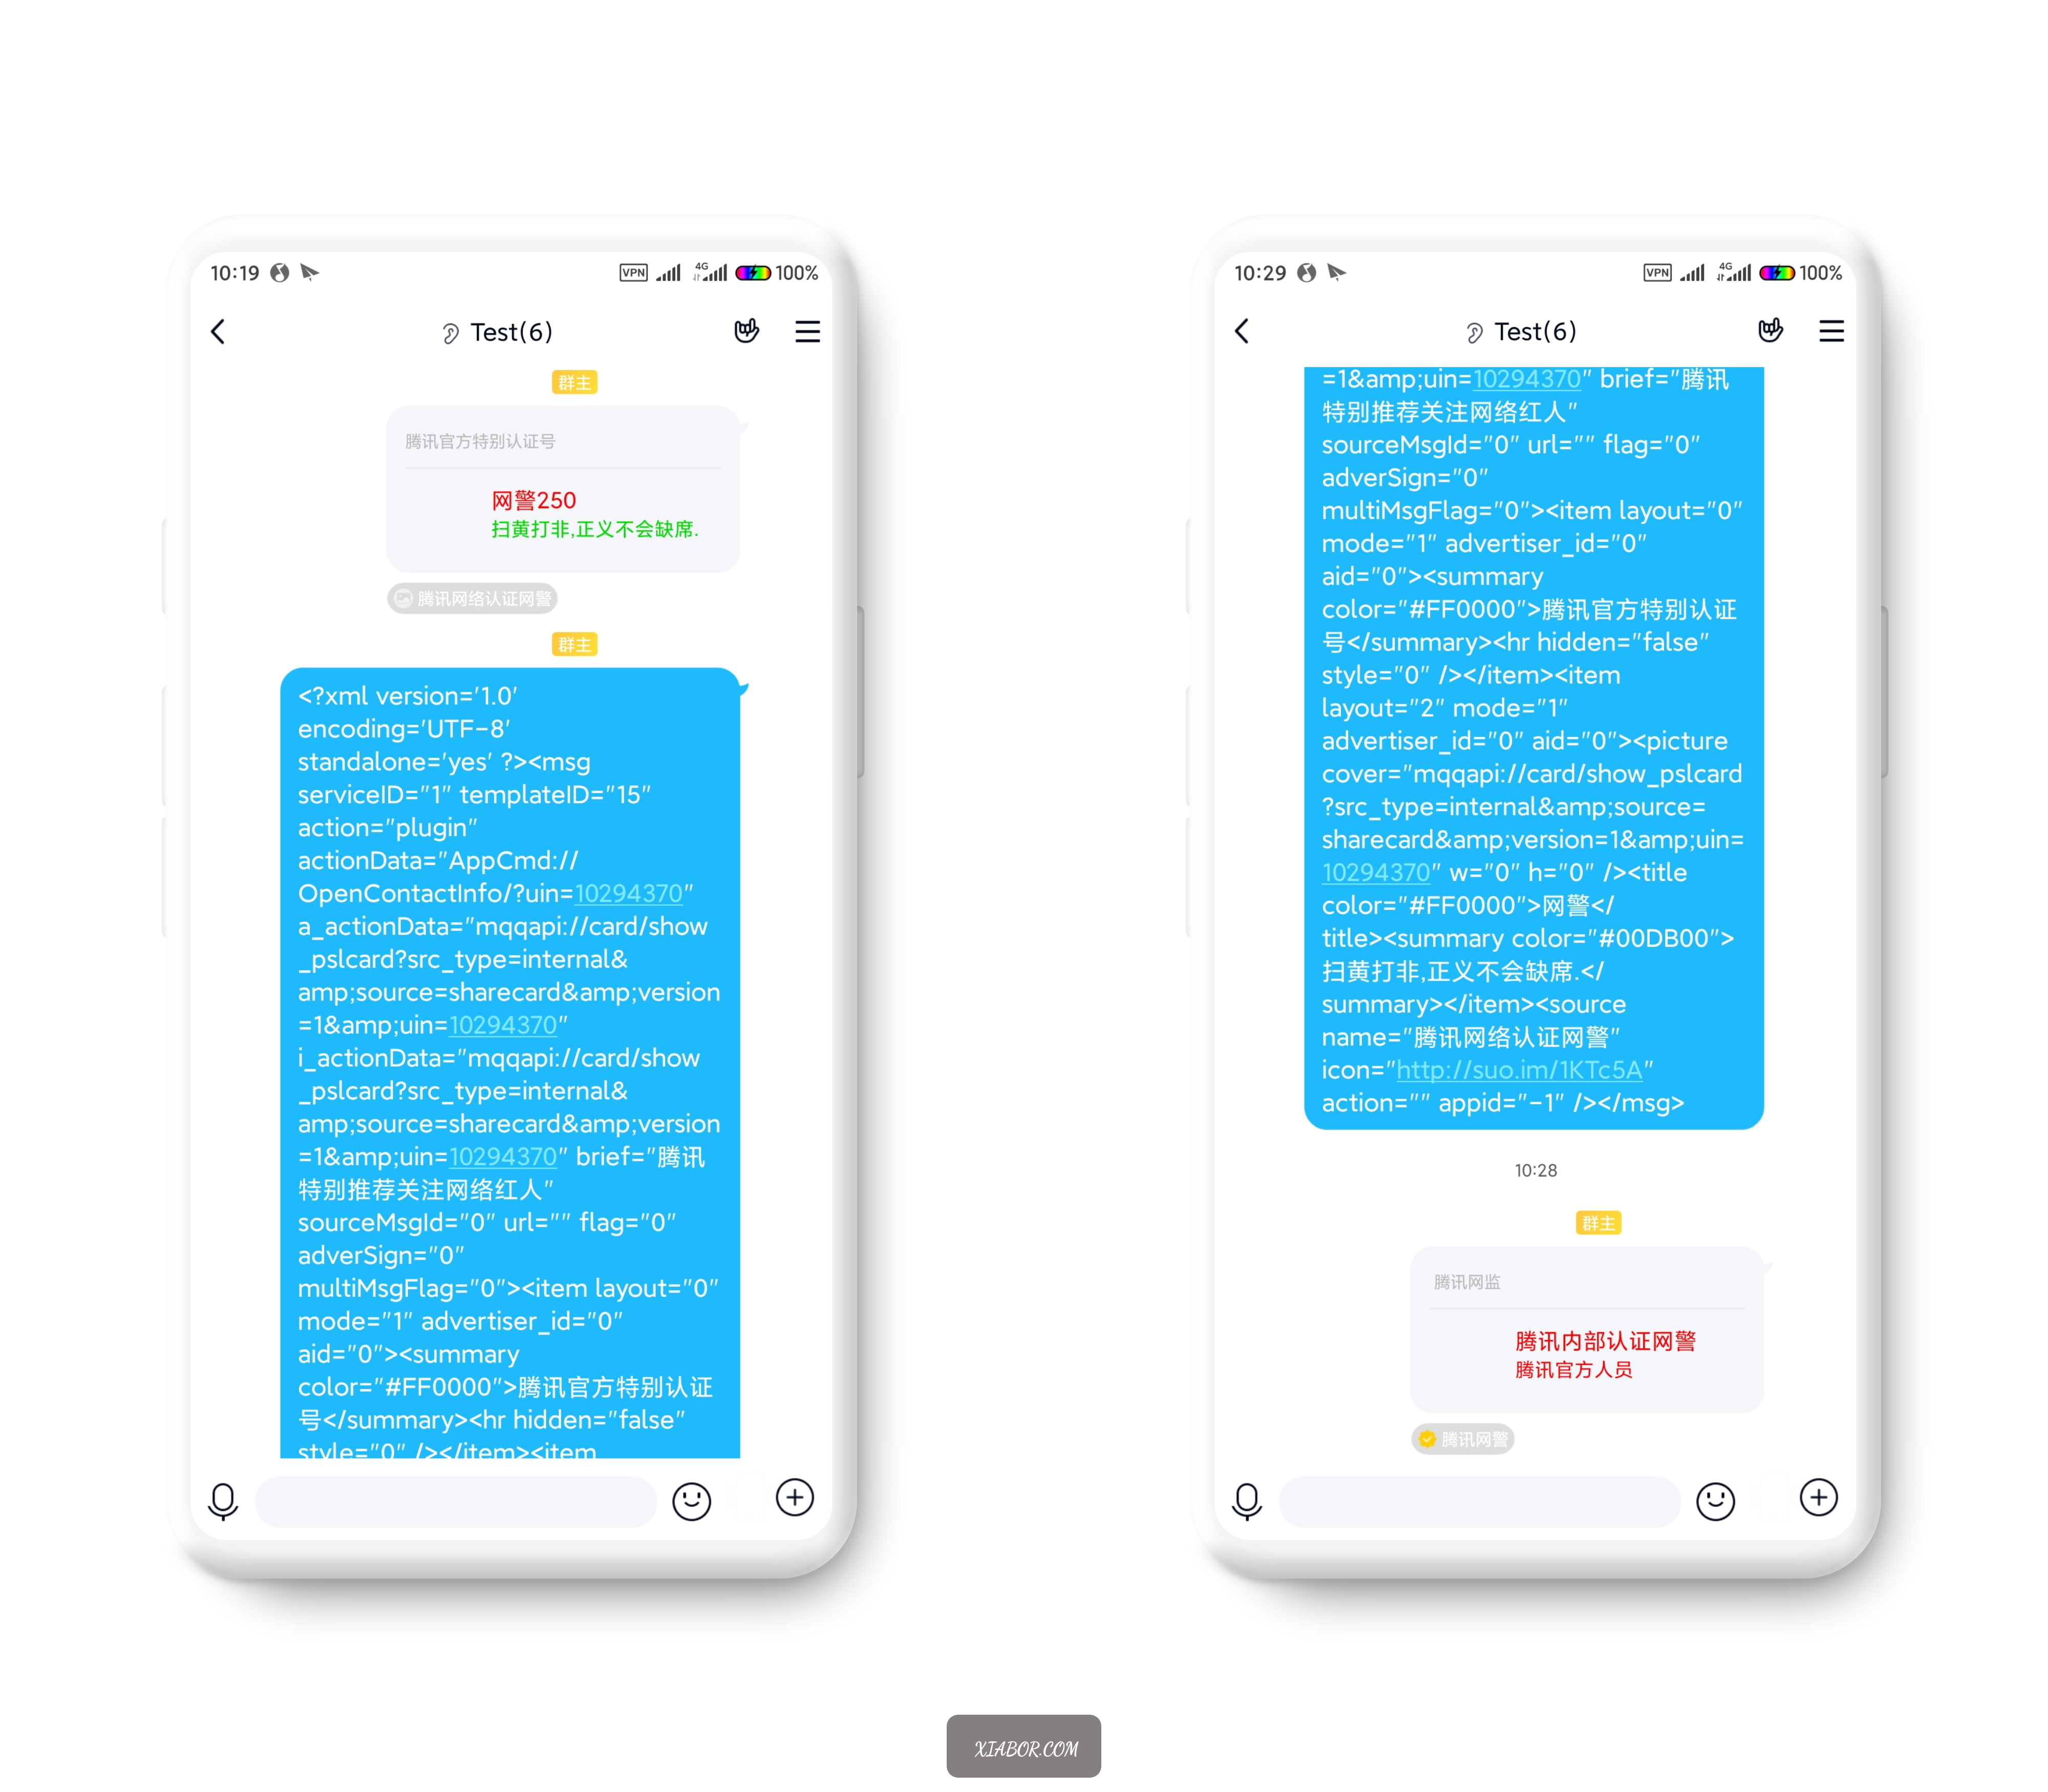 10:19
VPN 4G 100%
Test(6)
群主
腾讯官方特别认证号
网警250
扫黄打非,正义不会缺席.
腾讯网络认证网警
群主
<?xml version='1.0'
encoding='UTF-8'
standalone='yes' ?><msg
serviceID="1" templateID="15"
action="plugin"
actionData="AppCmd://
OpenContactInfo/?uin=10294370"
a_actionData="mqqapi://card/show
_pslcard?src_type=internal&
amp;source=sharecard&amp;version
=1&amp;uin=10294370"
i_actionData="mqqapi://card/show
_pslcard?src_type=internal&
amp;source=sharecard&amp;version
=1&amp;uin=10294370" brief="腾讯
特别推荐关注网络红人"
sourceMsgId="0" url="" flag="0"
adverSign="0"
multiMsgFlag="0"><item layout="0"
mode="1" advertiser_id="0"
aid="0"><summary
color="#FF0000">腾讯官方特别认证
号</summary><hr hidden="false"
style="0" /></item><item
10:29
VPN 4G 100%
Test(6)
=1&amp;uin=10294370" brief="腾讯
特别推荐关注网络红人"
sourceMsgId="0" url="" flag="0"
adverSign="0"
multiMsgFlag="0"><item layout="0"
mode="1" advertiser_id="0"
aid="0"><summary
color="#FF0000">腾讯官方特别认证
号</summary><hr hidden="false"
style="0" /></item><item
layout="2" mode="1"
advertiser_id="0" aid="0"><picture
cover="mqqapi://card/show_pslcard
?src_type=internal&amp;source=
sharecard&amp;version=1&amp;uin=
10294370" w="0" h="0" /><title
color="#FF0000">网警</
title><summary color="#00DB00">
扫黄打非,正义不会缺席.</
summary></item><source
name="腾讯网络认证网警"
icon="http://suo.im/1KTc5A"
action="" appid="-1" /></msg>
10:28
群主
腾讯网监
腾讯内部认证网警
腾讯官方人员
腾讯网警
XIABOR.COM